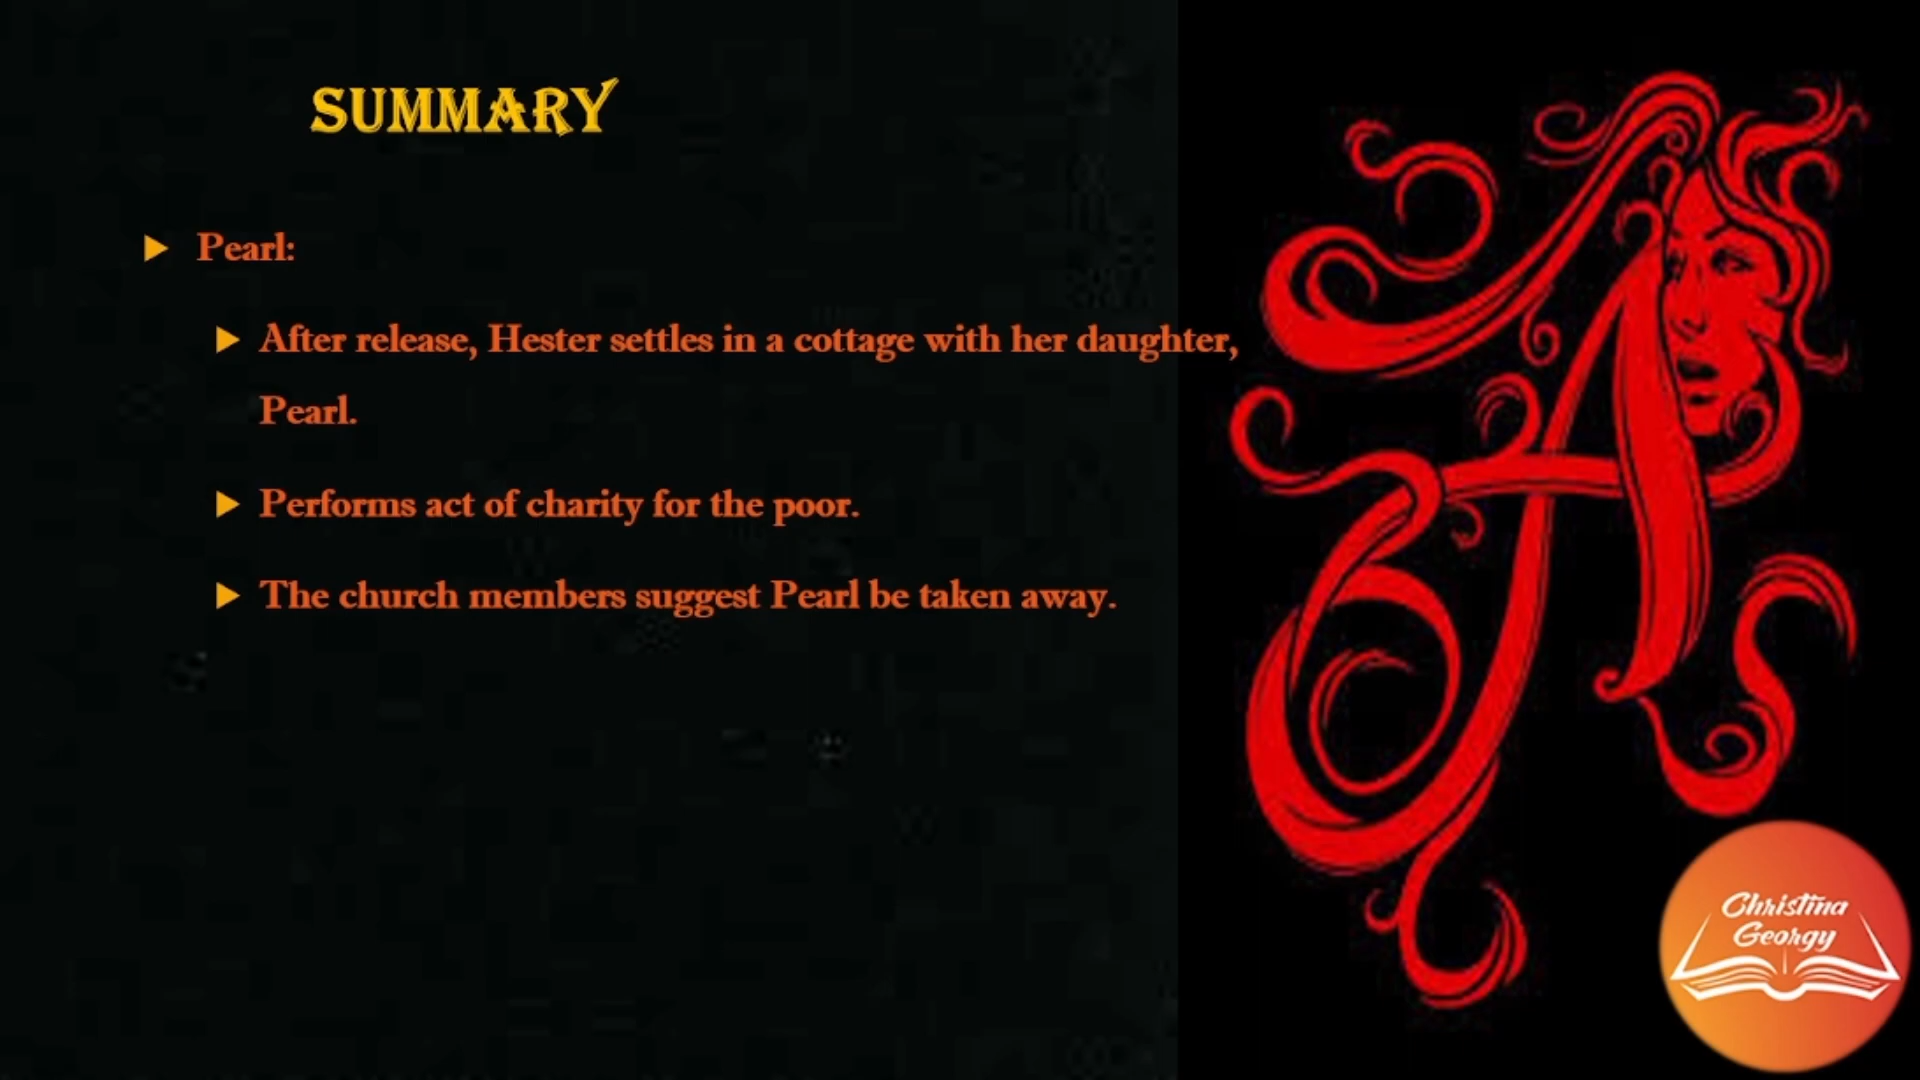 SUMMARY
Pearl:
After release, Hester settles in a cottage with her daughter,
Pearl.
Performs act of charity for the poor.
The church members suggest Pearl be taken away.
A
Christina
Georgy